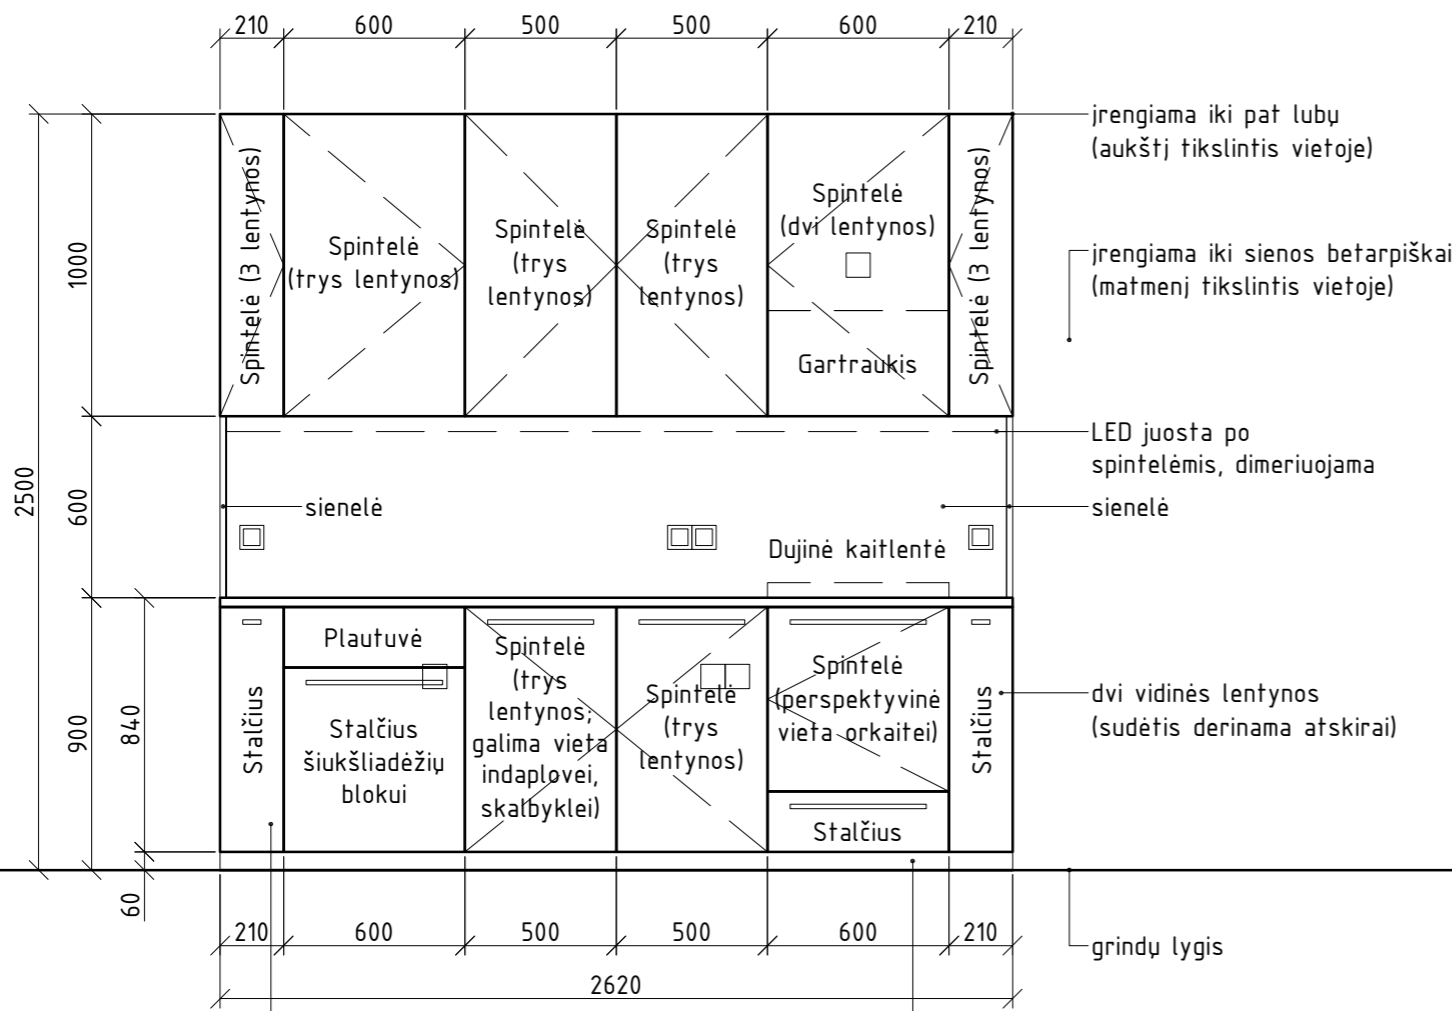 210
600
500
500
600
210
įrengiama iki pat lubų
(aukštį tikslintis vietoje)
įrengiama iki sienos betarpiškai
(matmenį tikslintis vietoje)
Spintelė (3 lentynos)
Spintelė
(trys lentynos)
Spintelė
(trys
lentynos)
Spintelė
(trys
lentynos)
Spintelė
(dvi lentynos)
Gartraukis
Spintelė (3 lentynos)
1000
2500
600
900
840
60
LED juosta po
spintelėmis, dimeriuojama
sienelė
sienelė
Dujinė kaitlentė
Stalčius
Plautuvė
Stalčius
šiukšliadėžių
blokui
Spintelė
(trys
lentynos;
galima vieta
indaplovei,
skalbyklei)
Spintelė
(trys
lentynos)
Spintelė
(perspektyvinė
vieta orkaitei)
Stalčius
Stalčius
dvi vidinės lentynos
(sudėtis derinama atskirai)
grindų lygis
210
600
500
500
600
210
2620